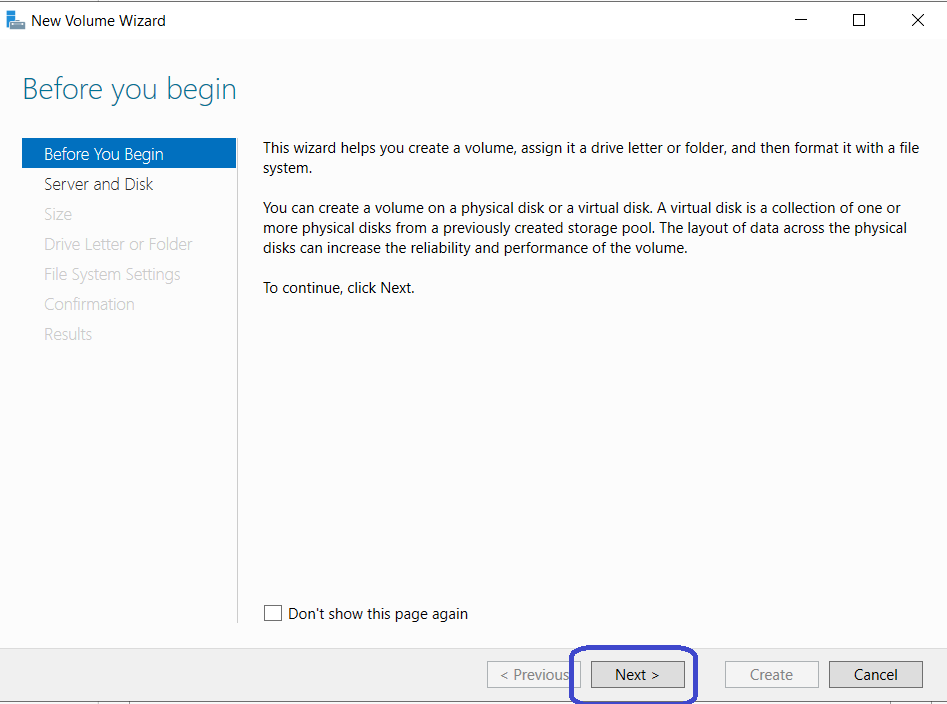 New Volume Wizard
Before you begin
Before You Begin
Server and Disk
Size
Drive Letter or Folder
File System Settings
Confirmation
Results
This wizard helps you create a volume, assign it a drive letter or folder, and then format it with a file
system.
You can create a volume on a physical disk or a virtual disk. A virtual disk is a collection of one or
more physical disks from a previously created storage pool. The layout of data across the physical
disks can increase the reliability and performance of the volume.
To continue, click Next.
Don't show this page again
< Previous
Next >
Create
Cancel